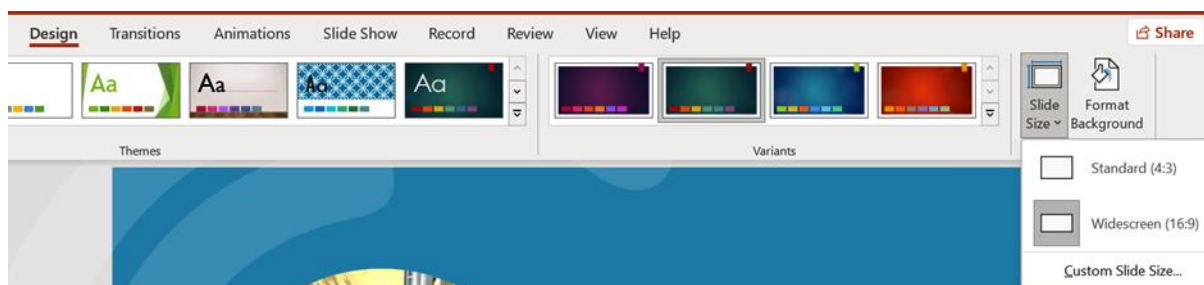 Design Transitions Animations Slide Show Record Review View Help Share
Aa Aa Aa Aa
Slide Size Format Background
Themes Variants
Standard (4:3)
Widescreen (16:9)
Custom Slide Size...